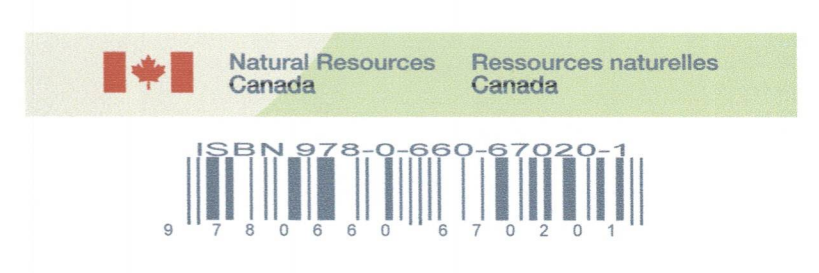 Natural Resources Canada
Ressources naturelles Canada
ISBN 978-0-660-67020-1
9 780660 670201